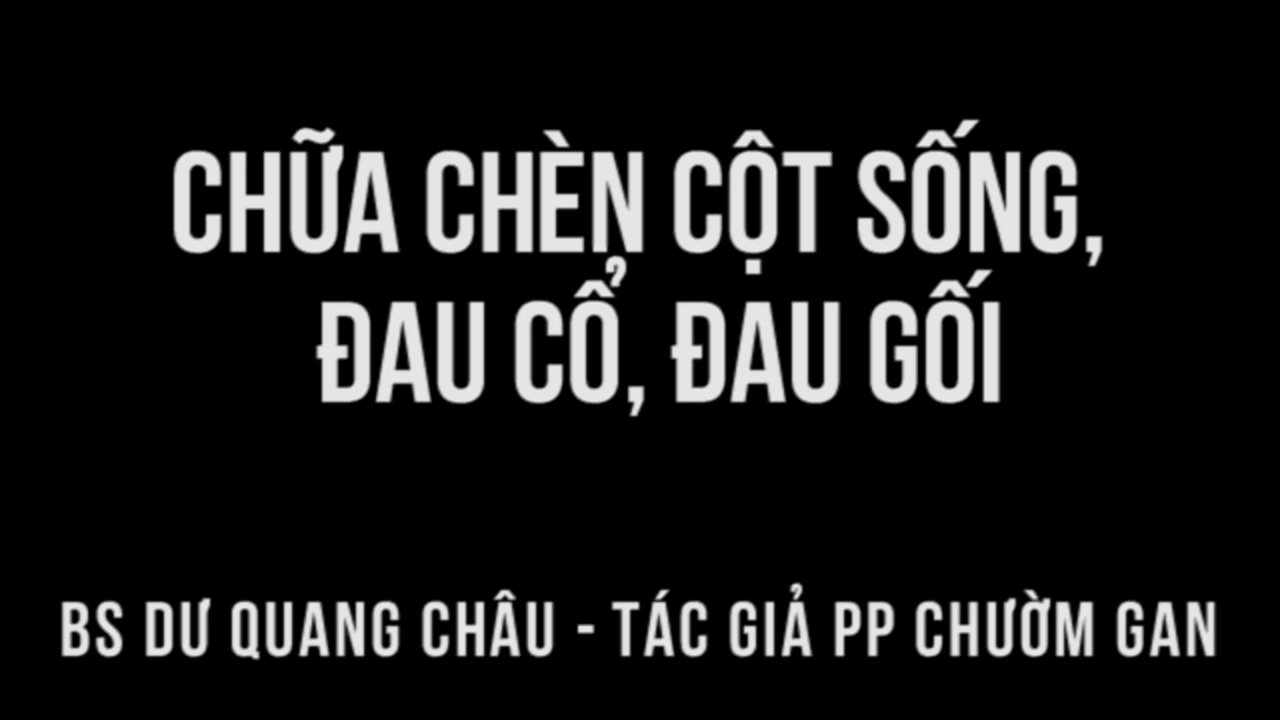 CHỮA CHÈN CỘT SỐNG,
ĐAU CỔ, ĐAU GỐI
BS DƯ QUANG CHÂU - TÁC GIẢ PP CHƯỜM GAN